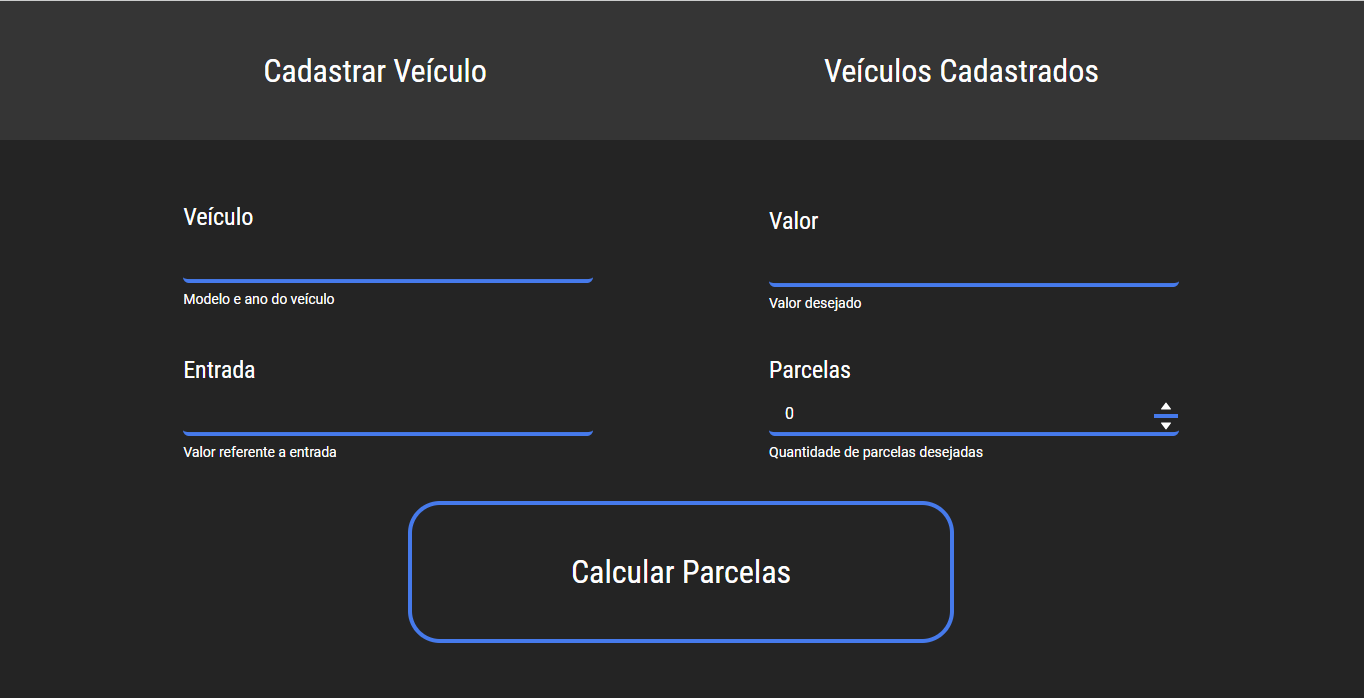 Cadastrar Veículo
Veículos Cadastrados
Veículo
Valor
Modelo e ano do veículo
Valor desejado
Entrada
Parcelas
0
Valor referente a entrada
Quantidade de parcelas desejadas
Calcular Parcelas